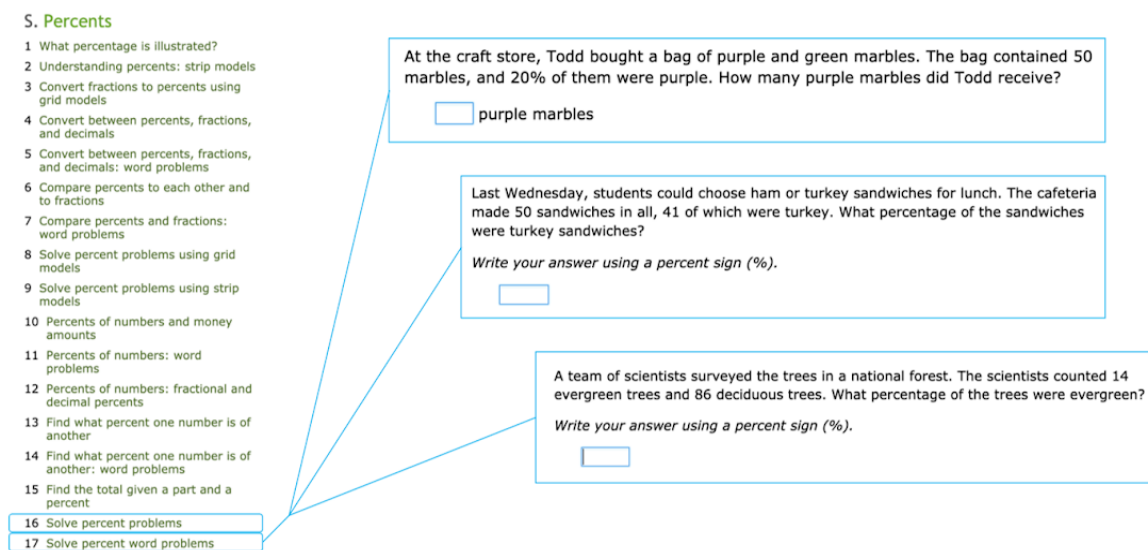 S. Percents
1 What percentage is illustrated?
2 Understanding percents: strip models
3 Convert fractions to percents using
grid models
4 Convert between percents, fractions,
and decimals
5 Convert between percents, fractions,
and decimals: word problems
6 Compare percents to each other and
to fractions
7 Compare percents and fractions:
word problems
8 Solve percent problems using grid
models
9 Solve percent problems using strip
models
10 Percents of numbers and money
amounts
11 Percents of numbers: word
problems
12 Percents of numbers: fractional and
decimal percents
13 Find what percent one number is of
another
14 Find what percent one number is of
another: word problems
15 Find the total given a part and a
percent
16 Solve percent problems
17 Solve percent word problems
At the craft store, Todd bought a bag of purple and green marbles. The bag contained 50
marbles, and 20% of them were purple. How many purple marbles did Todd receive?
purple marbles
Last Wednesday, students could choose ham or turkey sandwiches for lunch. The cafeteria
made 50 sandwiches in all, 41 of which were turkey. What percentage of the sandwiches
were turkey sandwiches?
Write your answer using a percent sign (%).
A team of scientists surveyed the trees in a national forest. The scientists counted 14
evergreen trees and 86 deciduous trees. What percentage of the trees were evergreen?
Write your answer using a percent sign (%).